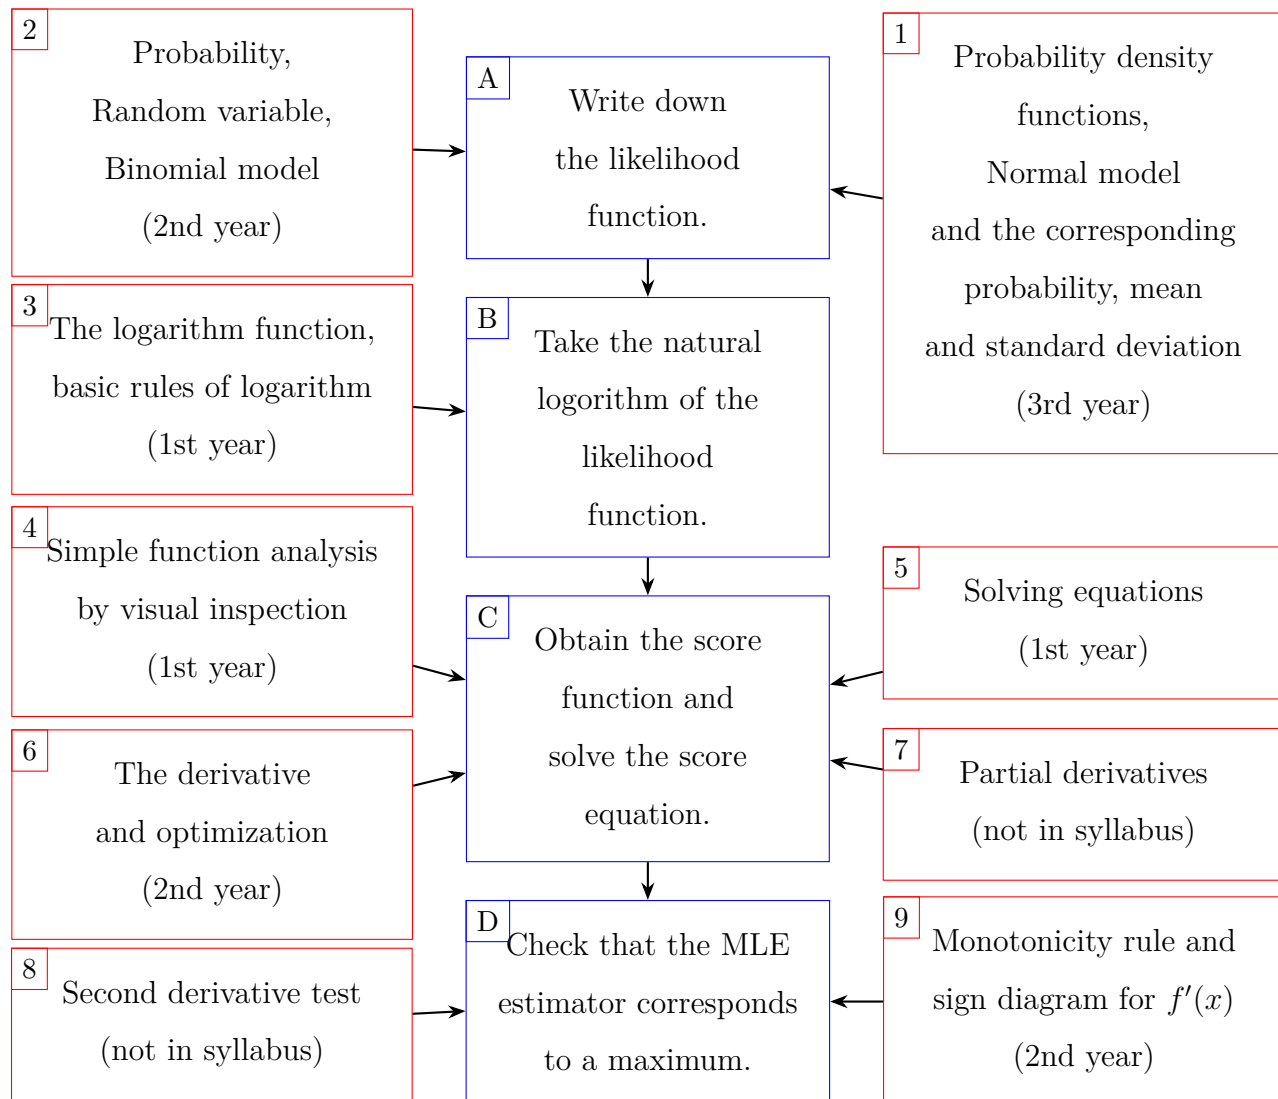 2
Probability,
Random variable,
Binomial model
(2nd year)
A
Write down
the likelihood
function.
1
Probability density
functions,
Normal model
and the corresponding
probability, mean
and standard deviation
(3rd year)
3
The logarithm function,
basic rules of logarithm
(1st year)
B
Take the natural
logorithm of the
likelihood
function.
4
Simple function analysis
by visual inspection
(1st year)
C
Obtain the score
function and
solve the score
equation.
5
Solving equations
(1st year)
6
The derivative
and optimization
(2nd year)
7
Partial derivatives
(not in syllabus)
8
Second derivative test
(not in syllabus)
D
Check that the MLE
estimator corresponds
to a maximum.
9
Monotonicity rule and
sign diagram for f′(x)
(2nd year)